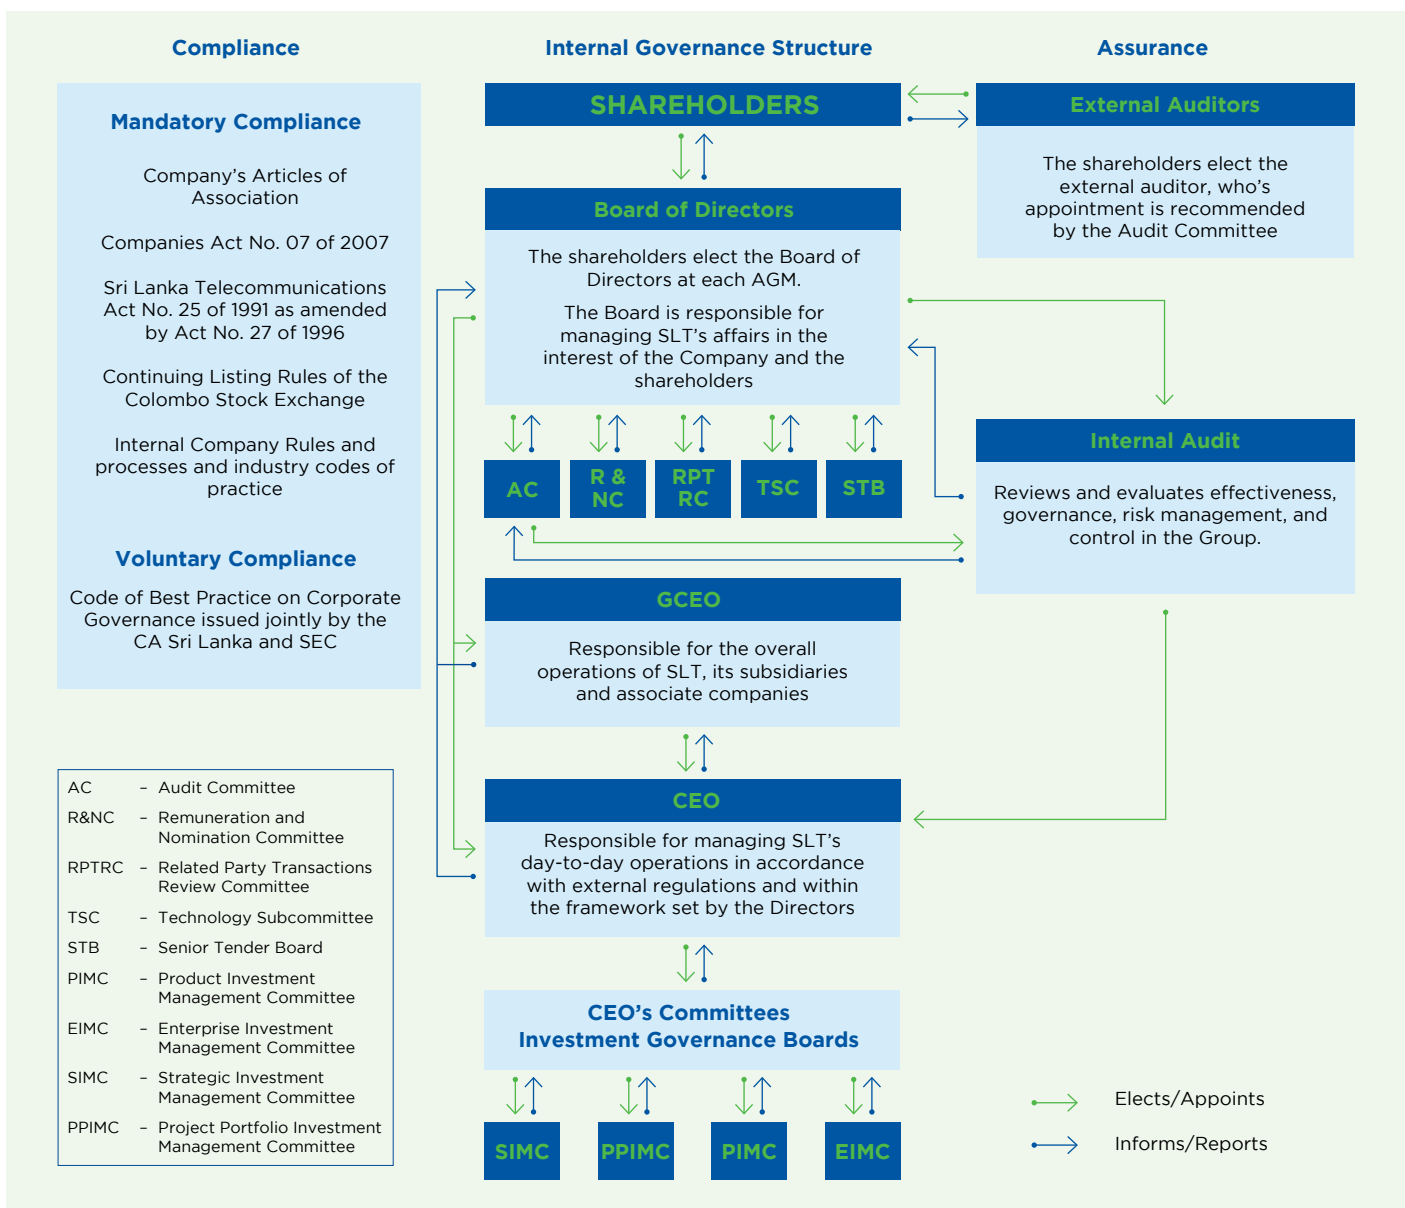 Compliance
Mandatory Compliance
Company’s Articles of
Association
Companies Act No. 07 of 2007
Sri Lanka Telecommunications
Act No. 25 of 1991 as amended
by Act No. 27 of 1996
Continuing Listing Rules of the
Colombo Stock Exchange
Internal Company Rules and
processes and industry codes of
practice
Voluntary Compliance
Code of Best Practice on Corporate
Governance issued jointly by the
CA Sri Lanka and SEC
AC – Audit Committee
R&NC – Remuneration and
Nomination Committee
RPTRC – Related Party Transactions
Review Committee
TSC – Technology Subcommittee
STB – Senior Tender Board
PIMC – Product Investment
Management Committee
EIMC – Enterprise Investment
Management Committee
SIMC – Strategic Investment
Management Committee
PPIMC – Project Portfolio Investment
Management Committee
Internal Governance Structure
SHAREHOLDERS
Board of Directors
The shareholders elect the Board of
Directors at each AGM.
The Board is responsible for
managing SLT’s affairs in the
interest of the Company and the
shareholders
AC
R &
NC
RPT
RC
TSC
STB
GCEO
Responsible for the overall
operations of SLT, its subsidiaries
and associate companies
CEO
Responsible for managing SLT’s
day-to-day operations in accordance
with external regulations and within
the framework set by the Directors
CEO’s Committees
Investment Governance Boards
SIMC
PPIMC
PIMC
EIMC
Assurance
External Auditors
The shareholders elect the
external auditor, who’s
appointment is recommended
by the Audit Committee
Internal Audit
Reviews and evaluates effectiveness,
governance, risk management, and
control in the Group.
Elects/Appoints
Informs/Reports